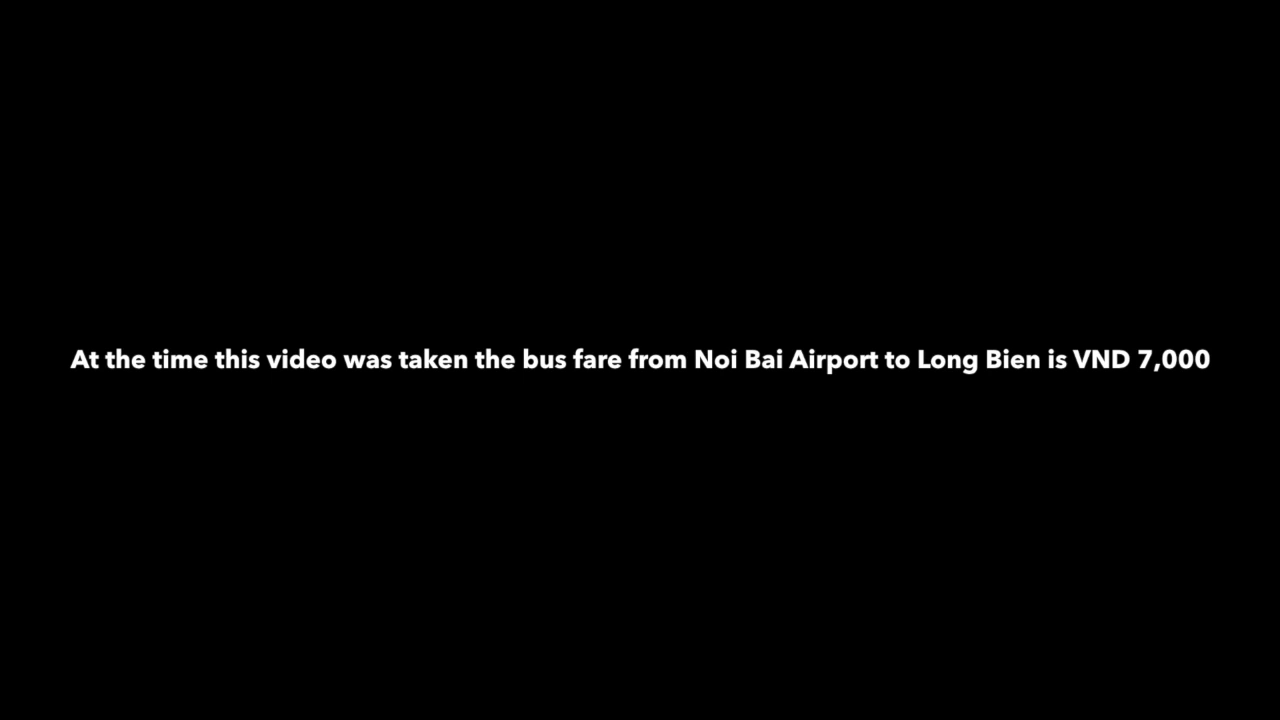 At the time this video was taken the bus fare from Noi Bai Airport to Long Bien is VND 7,000